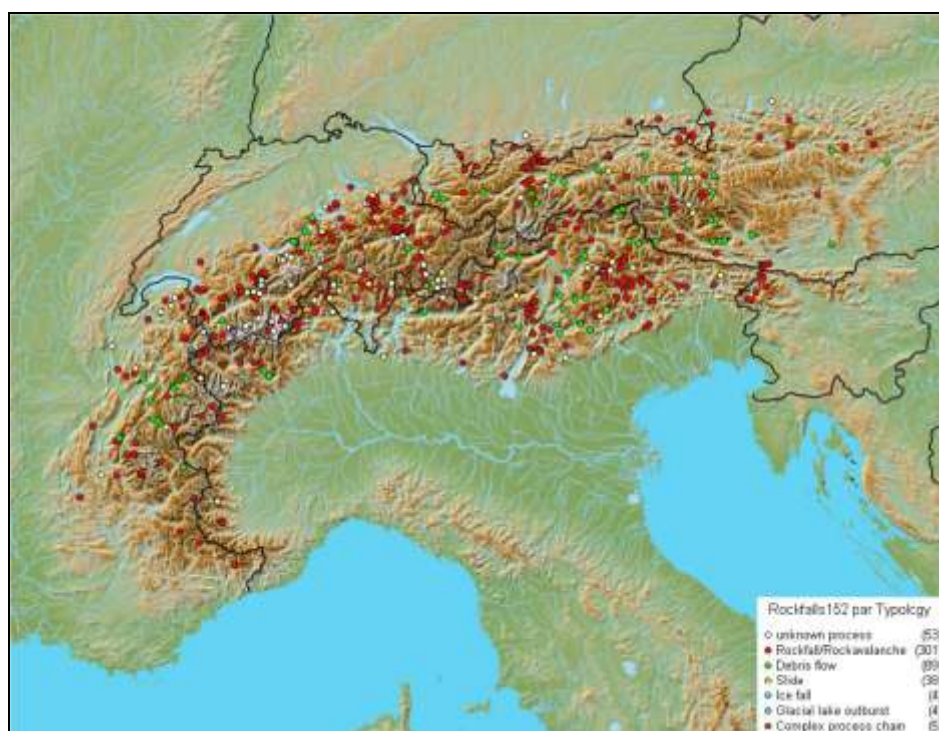 Rockfalls152 par Typology
unknown process (53
Rockfall/Rockavalanche (301
Debris flow (89
Slide (38
Ice fall (4
Glacial lake outburst (4
Complex process chain (5